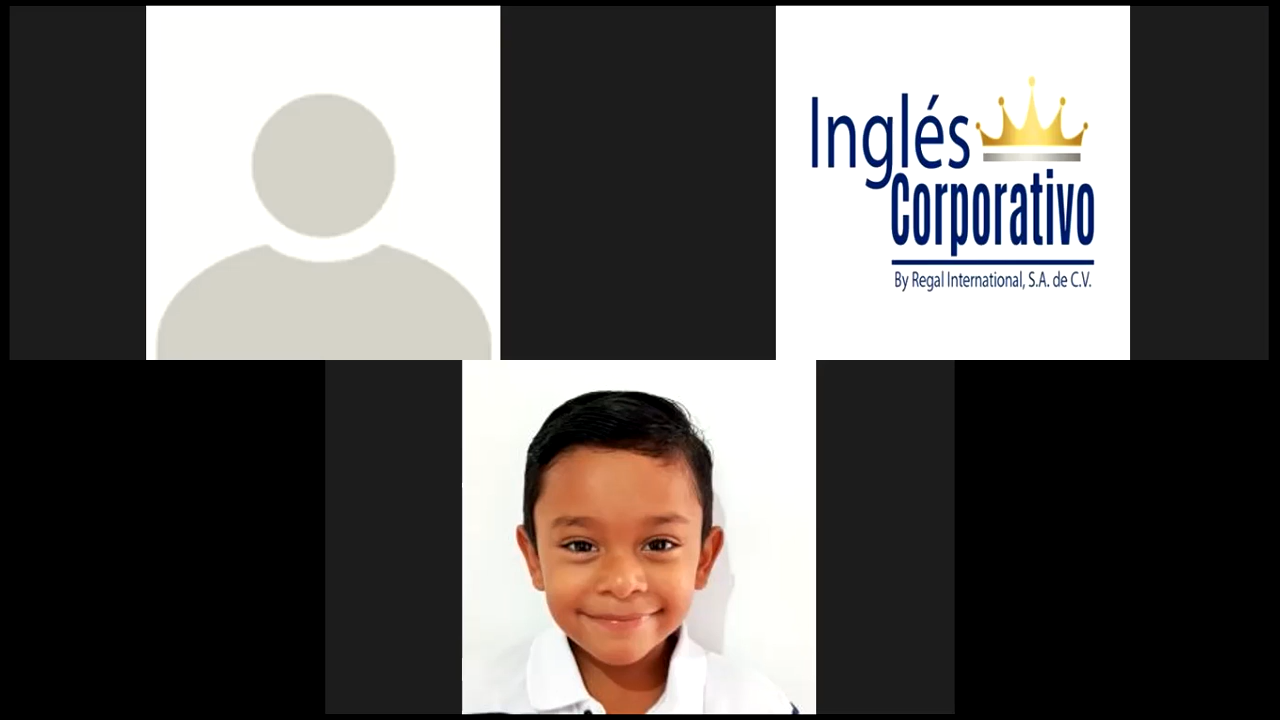 Inglés
Corporativo
By Regal International, S.A. de C.V.